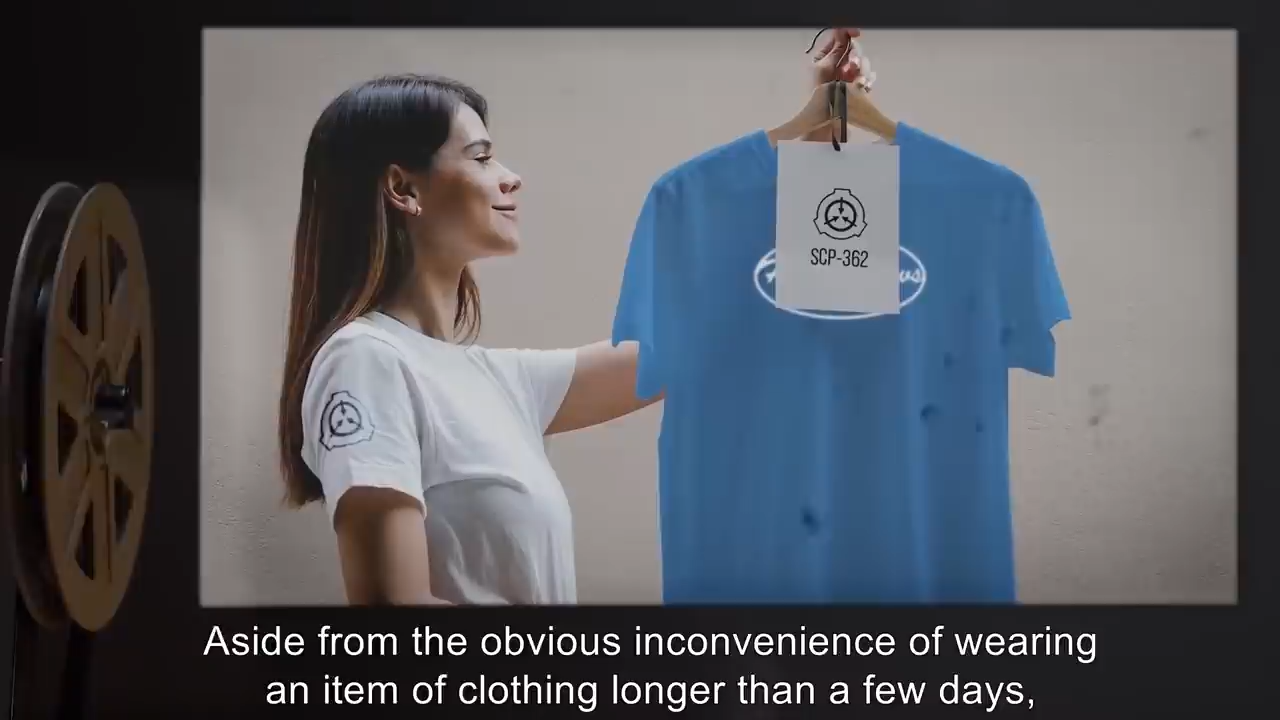 SCP-362
Aside from the obvious inconvenience of wearing
an item of clothing longer than a few days,